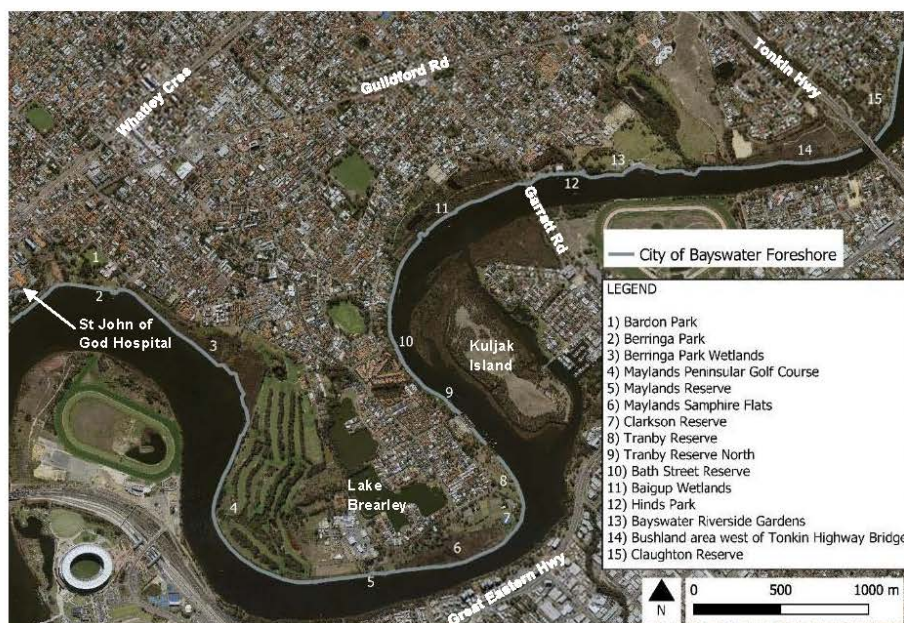 Tonkin Hwy
Guildford Rd
Whatley Cree
15
14
13
12
11
Garratt Rd
City of Bayswater Foreshore
1
2
St John of
God Hospital
3
10
Kuljak
Island
9
Lake
Brearley
8
7
4
6
5
Great Eastern Hwy
LEGEND
1) Bardon Park
2) Berringa Park
3) Berringa Park Wetlands
4) Maylands Peninsular Golf Course
5) Maylands Reserve
6) Maylands Samphire Flats
7) Clarkson Reserve
8) Tranby Reserve
9) Tranby Reserve North
10) Bath Street Reserve
11) Baigup Wetlands
12) Hinds Park
13) Bayswater Riverside Gardens
14) Bushland area west of Tonkin Highway Bridge
15) Claughton Reserve
N
0 500 1000 m